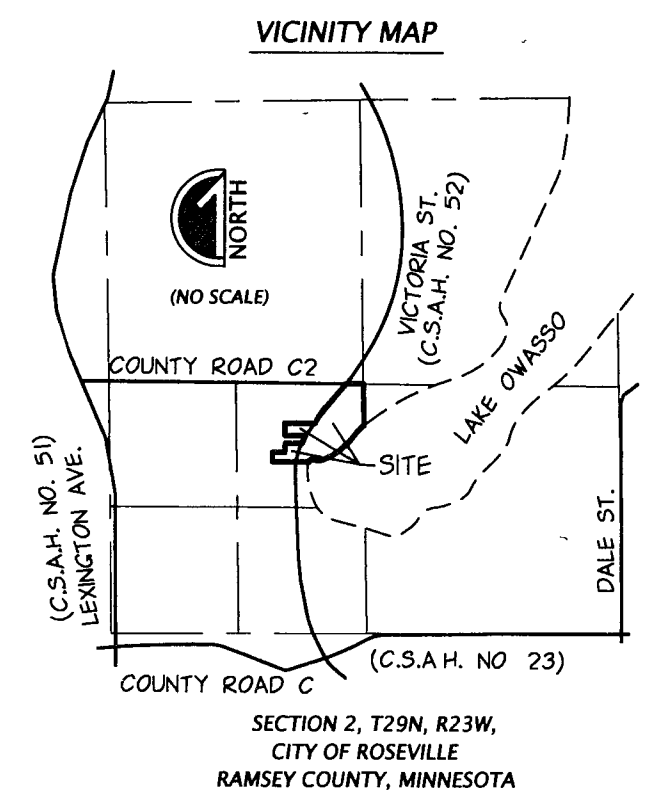 VICINITY MAP
NORTH
(NO SCALE)
VICTORIA ST.
(C.S.A.H. NO. 52)
COUNTY ROAD C2
LAKE OWASSO
SITE
(C.S.A.H. NO. 51)
LEXINGTON AVE.
DALE ST.
(C.S.A H. NO 23)
COUNTY ROAD C
SECTION 2, T29N, R23W,
CITY OF ROSEVILLE
RAMSEY COUNTY, MINNESOTA